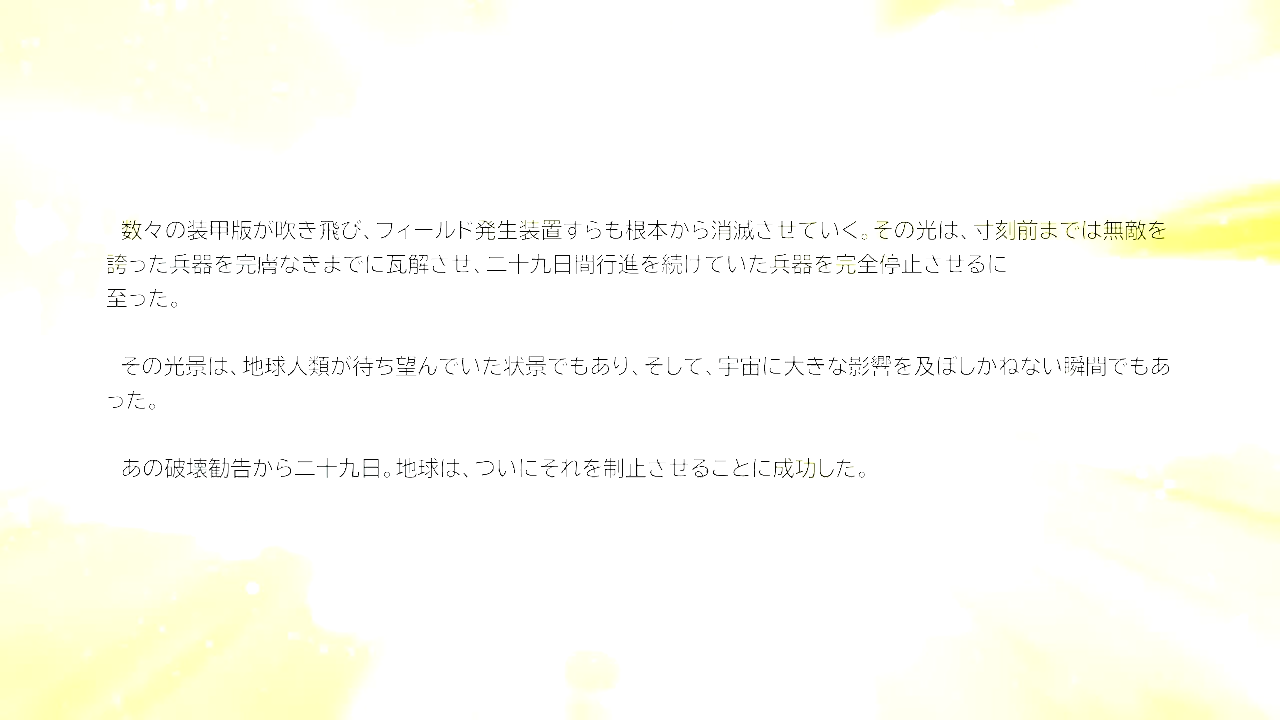 数々の装甲版が吹き飛び、フィールド発生装置すらも根本から消滅させていく。その光は、寸刻前までは無敵を
誇った兵器を完膚なきまでに瓦解させ、二十九日間行進を続けていた兵器を完全停止させるに
至った。
その光景は、地球人類が待ち望んでいた状景でもあり、そして、宇宙に大きな影響を及ぼしかねない瞬間でもあ
った。
あの破壊勧告から二十九日。地球は、ついにそれを制止させることに成功した。